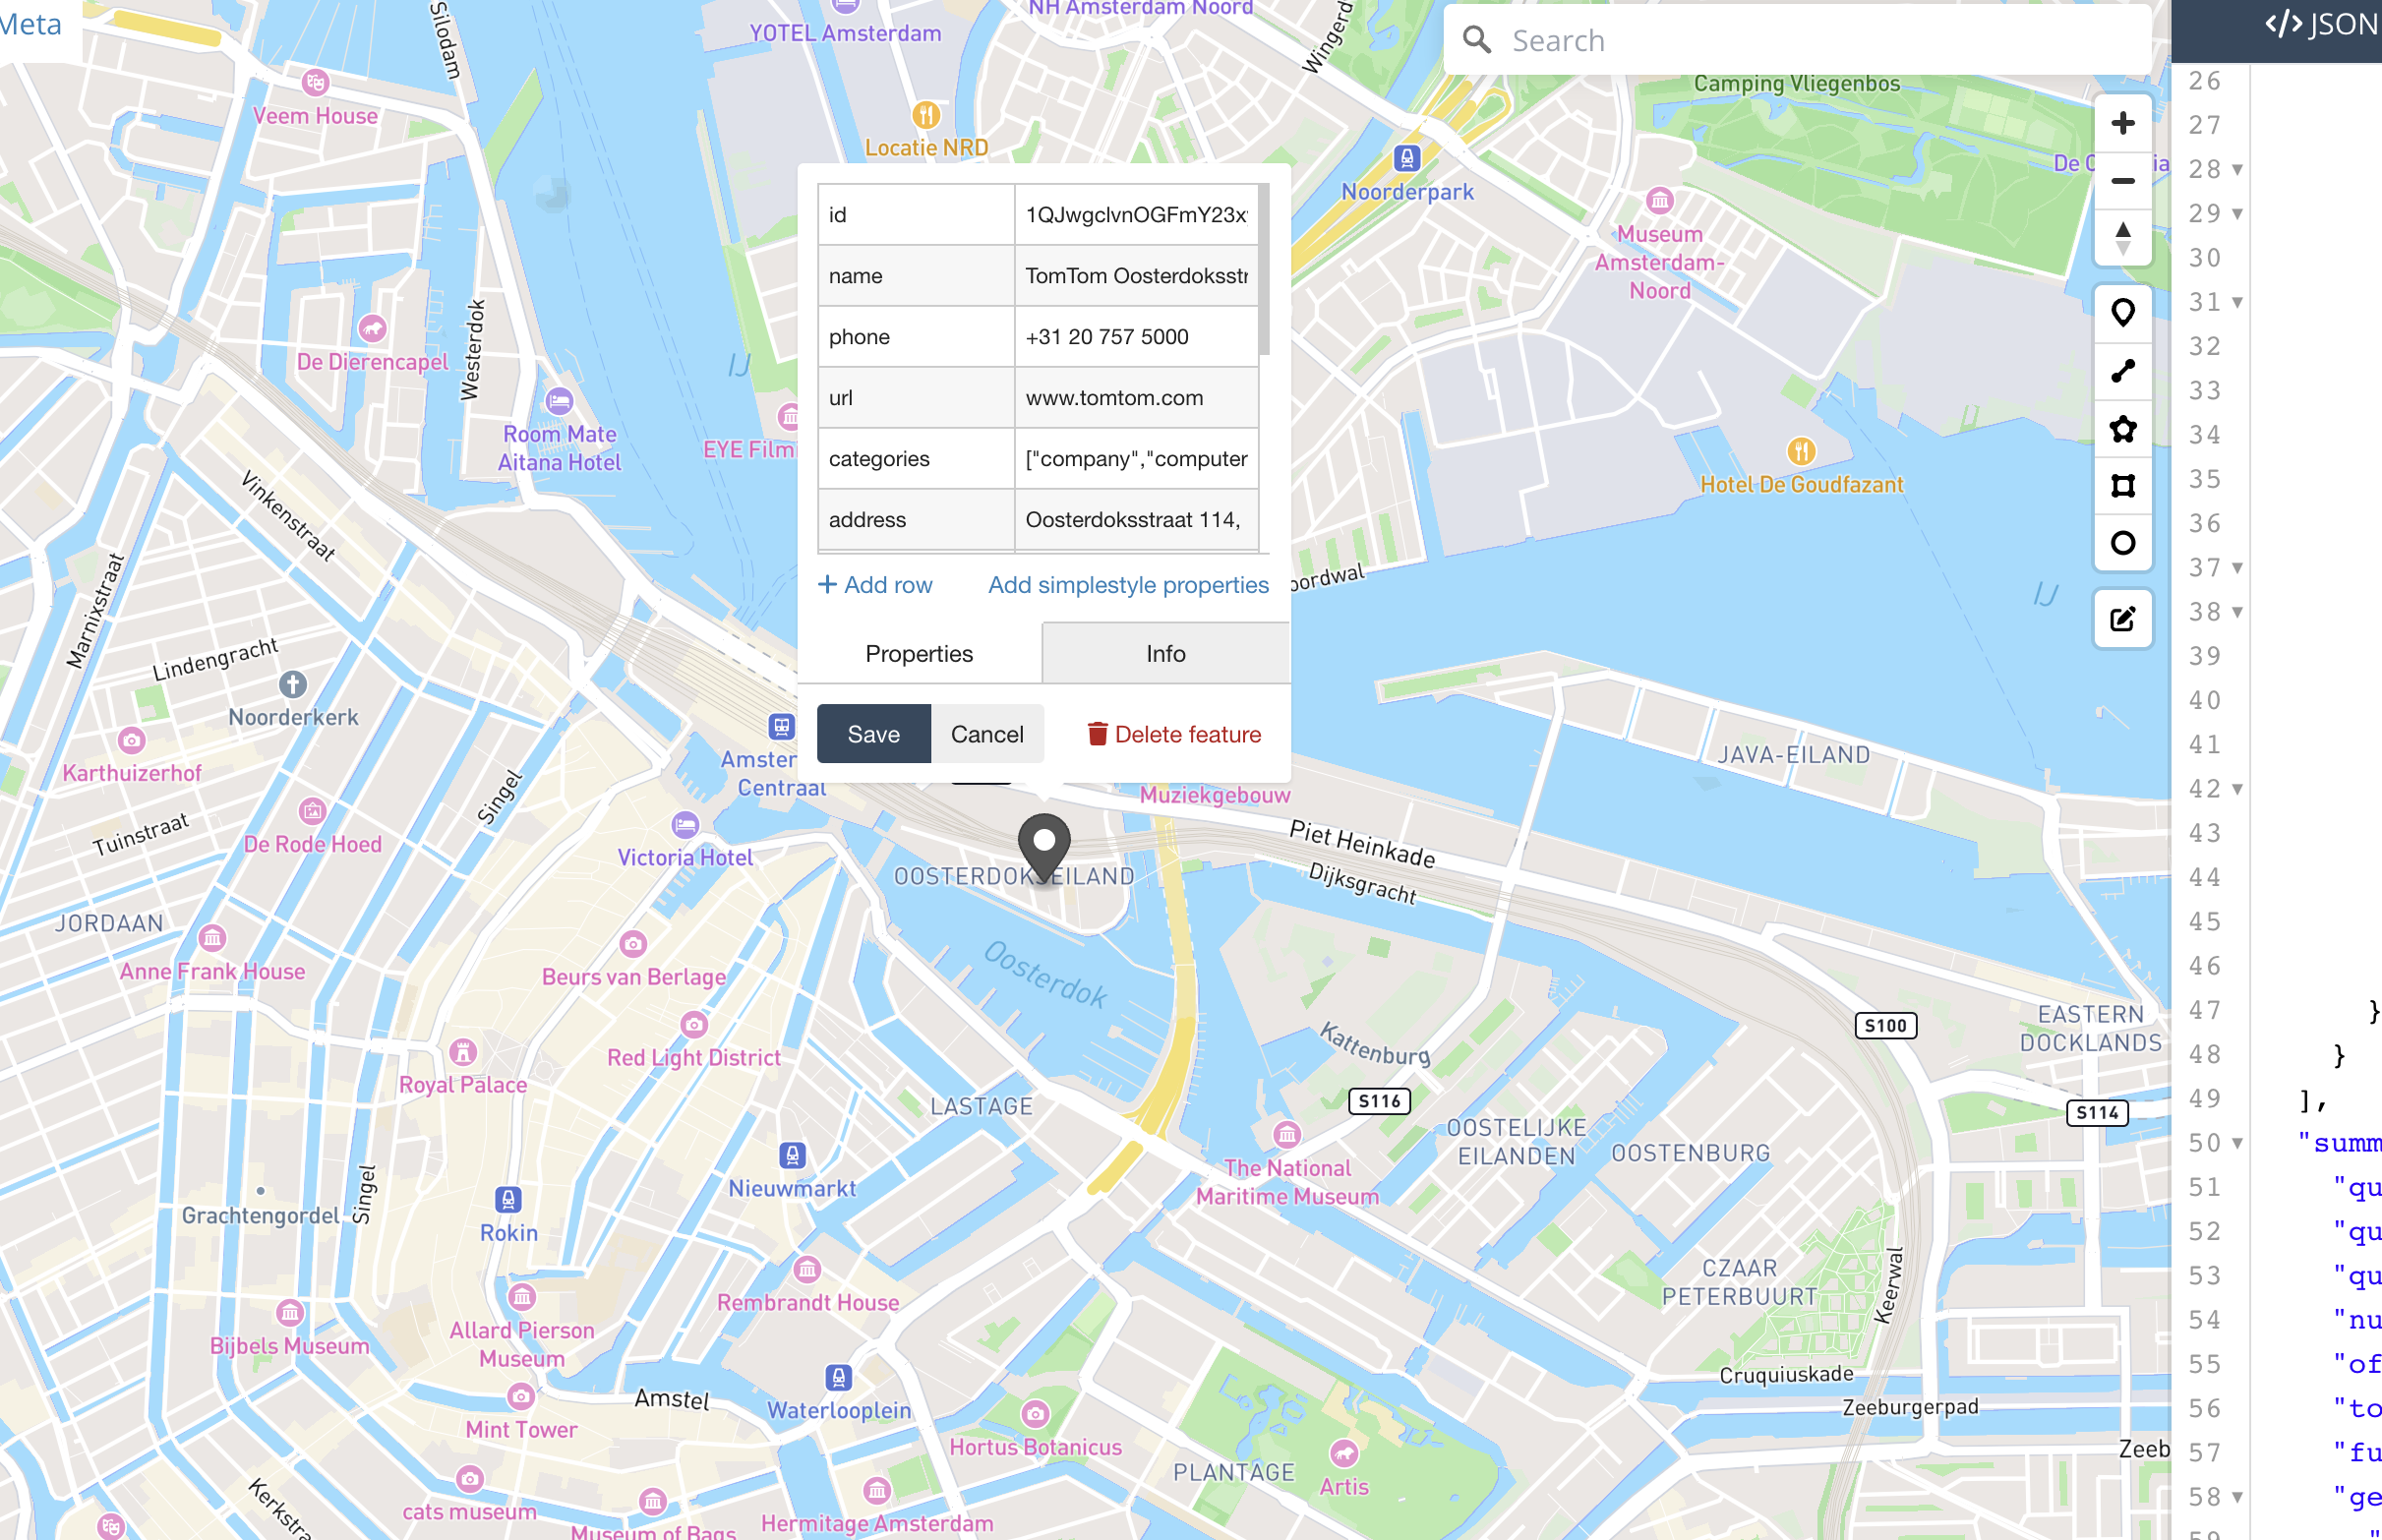 Meta
Silodam
YOTEL Amsterdam
NH Amsterdam Noord
Wingerd
Search
JSON
Veem House
Locatie NRD
Noorderpark
Camping Vliegenbos
Museum
Amsterdam-
Noord
De Dierencapel
Westerdok
IJ
Room Mate
Aitana Hotel
EYE Film
id
1QJwgclvnOGFmY23x
name
TomTom Oosterdoksstr
phone
+31 20 757 5000
url
www.tomtom.com
categories
["company","computer
address
Oosterdoksstraat 114,
Add row
Add simplestyle properties
Properties
Info
Save
Cancel
Delete feature
Hotel De Goudfazant
oordwal
IJ
Vinkenstraat
Marnixstraat
Lindengracht
Noorderkerk
Karthuizerhof
Tuinstraat
De Rode Hoed
Singel
Amster
Centraal
Victoria Hotel
Muziekgebouw
Piet Heinkade
Dijksgracht
JAVA-EILAND
OOSTERDOKSEILAND
JORDAAN
Anne Frank House
Beurs van Berlage
Oosterdok
Red Light District
Royal Palace
LASTAGE
Kattenburg
S100
S116
S114
EASTERN
DOCKLANDS
OOSTELIJKE
EILANDEN
OOSTENBURG
The National
Maritime Museum
Nieuwmarkt
Rokin
Grachtengordel
Singel
Rembrandt House
CZAAR
PETERBUURT
Keerwal
Bijbels Museum
Allard Pierson
Museum
Mint Tower
Amstel
Waterlooplein
Hortus Botanicus
Cruquiuskade
Zeeburgerpad
Zeeb
PLANTAGE
Artis
Kerkstra
cats museum
Museum of Bags
Hermitage Amsterdam
26
27
28
29
30
31
32
33
34
35
36
37
38
39
40
41
42
43
44
45
46
47 }
48 }
49 ],
50 "summ
51 "qu
52 "qu
53 "qu
54 "nu
55 "of
56 "to
57 "fu
58 "ge
59 "